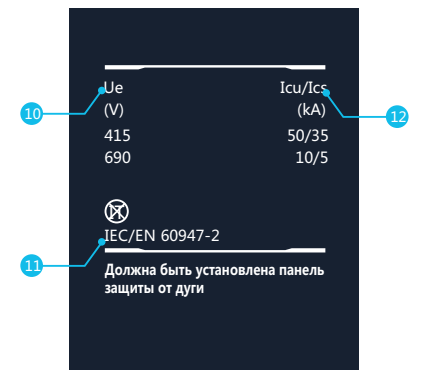 Ue Icu/Ics
10 (V) (kA) 12
415 50/35
690 10/5
IT
IEC/EN 60947-2
11
Должна быть установлена панель
защиты от дуги